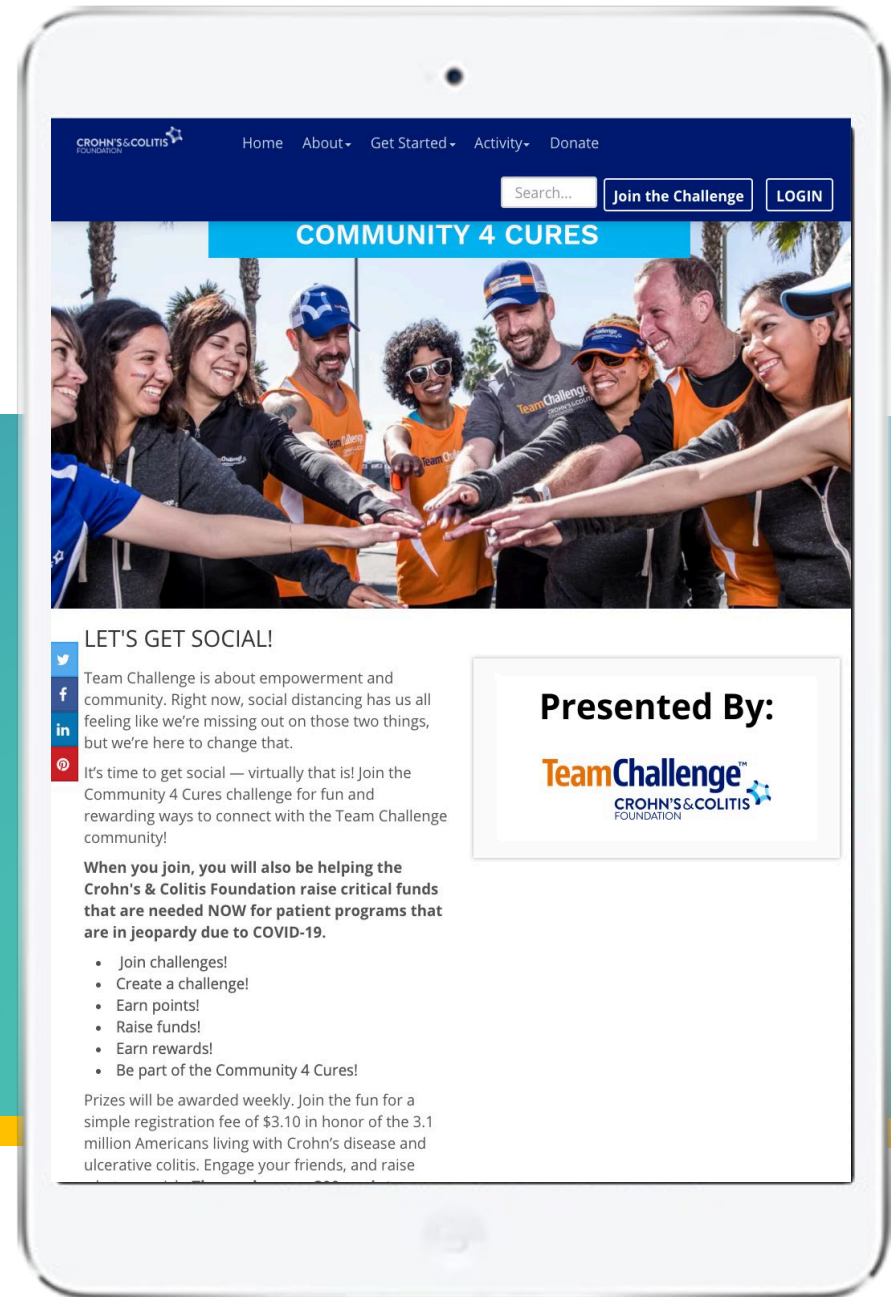 CROHN'S & COLITIS
FOUNDATION
Home About Get Started Activity Donate
Search... Join the Challenge LOGIN
COMMUNITY 4 CURES
TeamChallenge
LET'S GET SOCIAL!
Team Challenge is about empowerment and
community. Right now, social distancing has us all
feeling like we're missing out on those two things,
but we're here to change that.
It's time to get social — virtually that is! Join the
Community 4 Cures challenge for fun and
rewarding ways to connect with the Team Challenge
community!
When you join, you will also be helping the
Crohn's & Colitis Foundation raise critical funds
that are needed NOW for patient programs that
are in jeopardy due to COVID-19.
• Join challenges!
• Create a challenge!
• Earn points!
• Raise funds!
• Earn rewards!
• Be part of the Community 4 Cures!
Prizes will be awarded weekly. Join the fun for a
simple registration fee of $3.10 in honor of the 3.1
million Americans living with Crohn's disease and
ulcerative colitis. Engage your friends, and raise
Presented By:
TeamChallenge™
CROHN'S & COLITIS
FOUNDATION